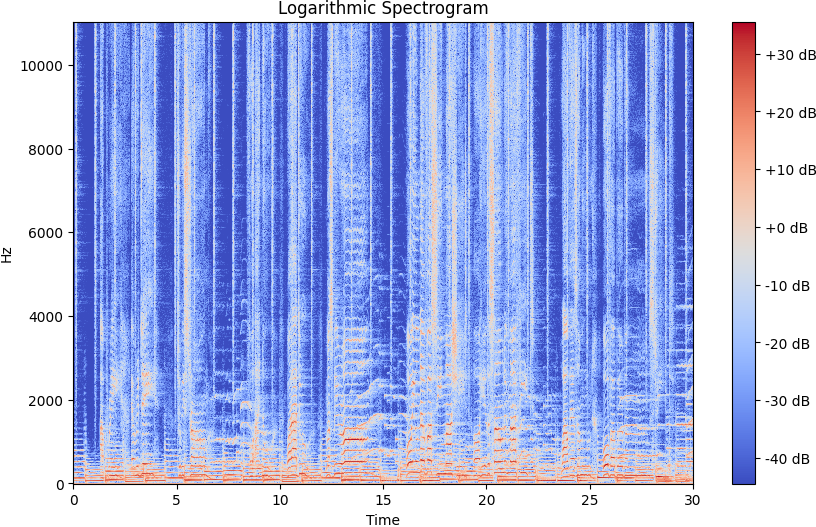 Logarithmic Spectrogram
Hz
10000
8000
6000
4000
2000
0
0 5 10 15 20 25 30
Time
+30 dB
+20 dB
+10 dB
+0 dB
-10 dB
-20 dB
-30 dB
-40 dB